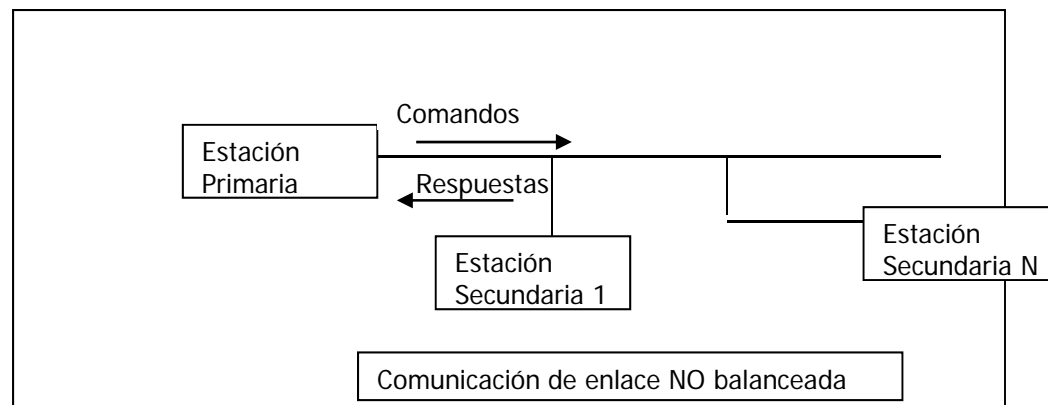 Comandos
Estación
Primaria
Respuestas
Estación
Secundaria 1
Estación
Secundaria N
Comunicación de enlace NO balanceada